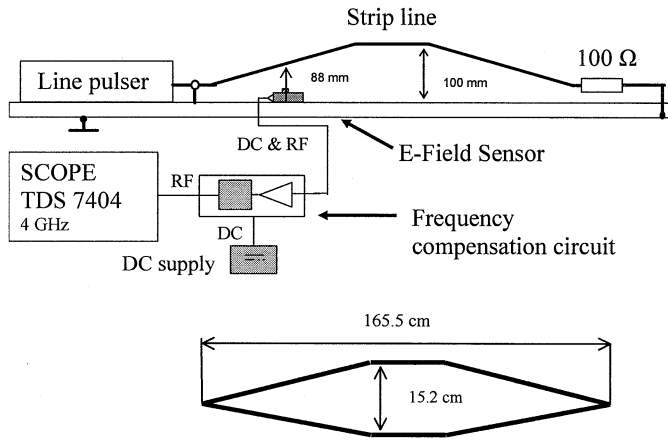 Strip line
Line pulser
88 mm
100 mm
100 Ω
DC & RF
E-Field Sensor
SCOPE
TDS 7404
4 GHz
RF
DC
DC supply
Frequency
compensation circuit
165.5 cm
15.2 cm